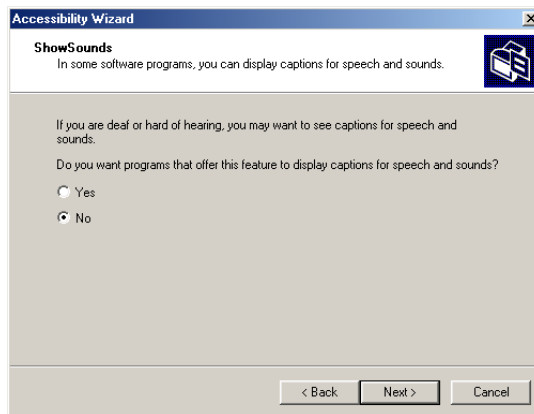 Accessibility Wizard
ShowSounds
In some software programs, you can display captions for speech and sounds.
If you are deaf or hard of hearing, you may want to see captions for speech and
sounds.
Do you want programs that offer this feature to display captions for speech and sounds?
Yes
No
< Back Next > Cancel